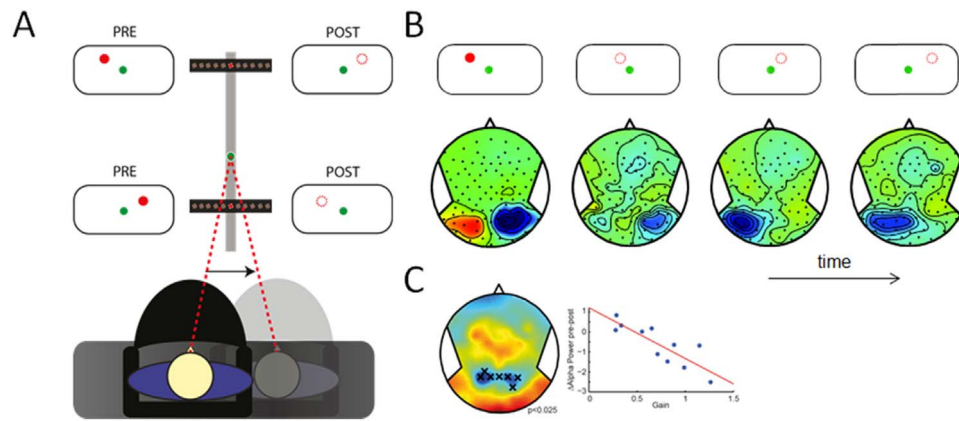 A
PRE
POST
PRE
POST
B
time
C
p<0.025
ΔAlpha Power pre-post
1
0
−1
−2
−3
0
0.5
1
1.5
Gain